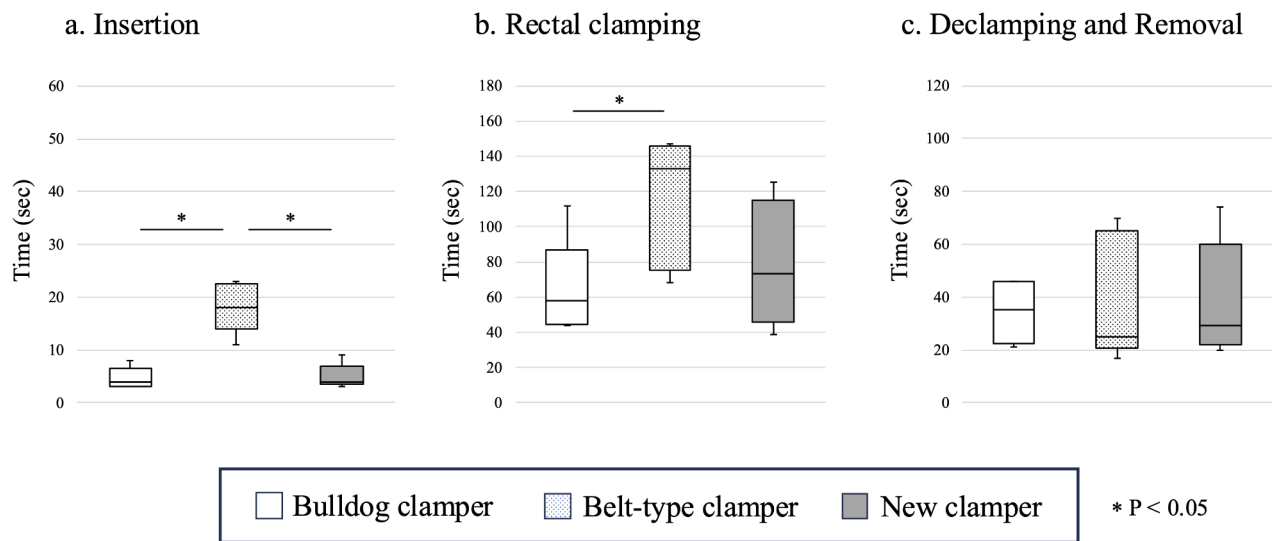 a. Insertion
Time (sec)
60
50
40
30
20
10
0
*
*
b. Rectal clamping
Time (sec)
180
160
140
120
100
80
60
40
20
0
*
c. Declamping and Removal
Time (sec)
120
100
80
60
40
20
0
Bulldog clamper
Belt-type clamper
New clamper
* P < 0.05